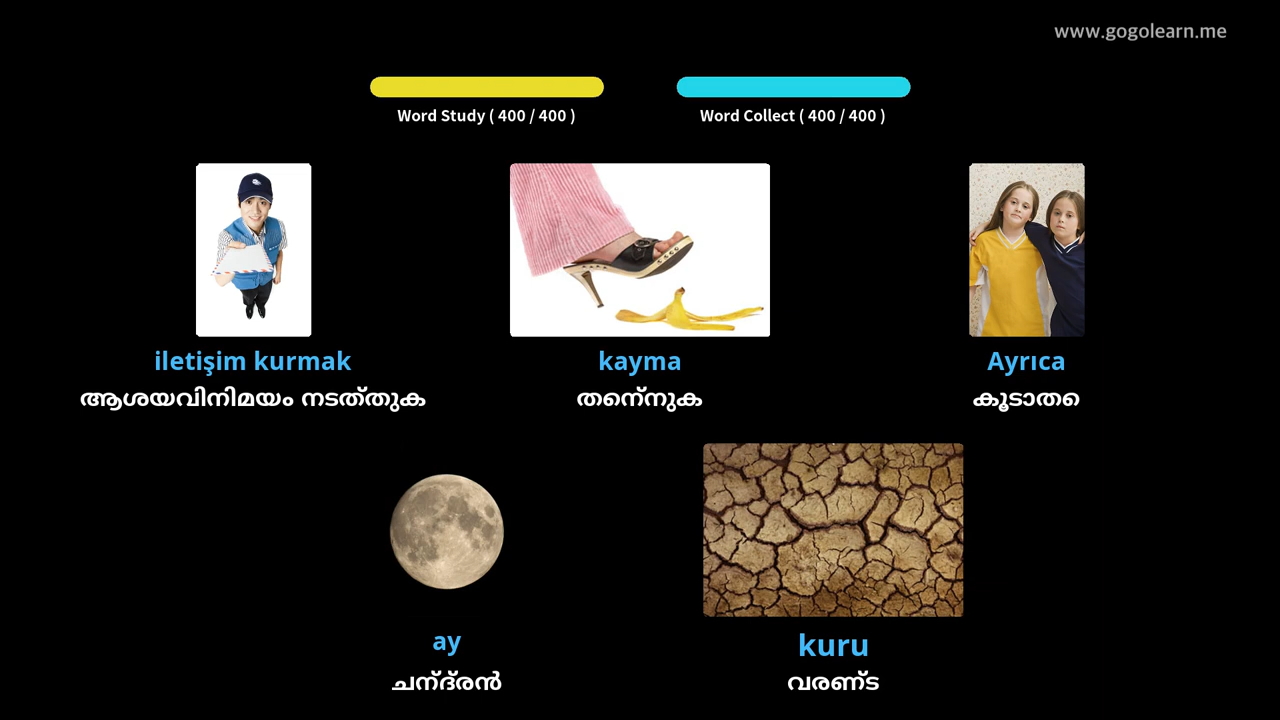 www.gogolearn.me
Word Study ( 400 / 400 )
Word Collect ( 400 / 400 )
iletişim kurmak
ആശയവിനിമയം നടത്തുക
kayma
തെന്നുക
Ayrıca
കൂടാതെ
ay
ചന്ദ്രൻ
kuru
വരണ്ട